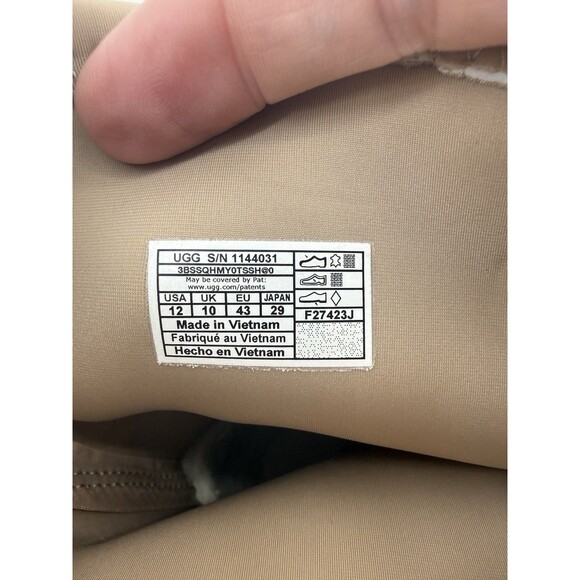 UGG S/N 1144031
3BSSQHMY0TSSH@0
May be covered by Pat:
www.ugg.com/patents
USA UK EU JAPAN
12 10 43 29
F27423J
Made in Vietnam
Fabriqué au Vietnam
Hecho en Vietnam